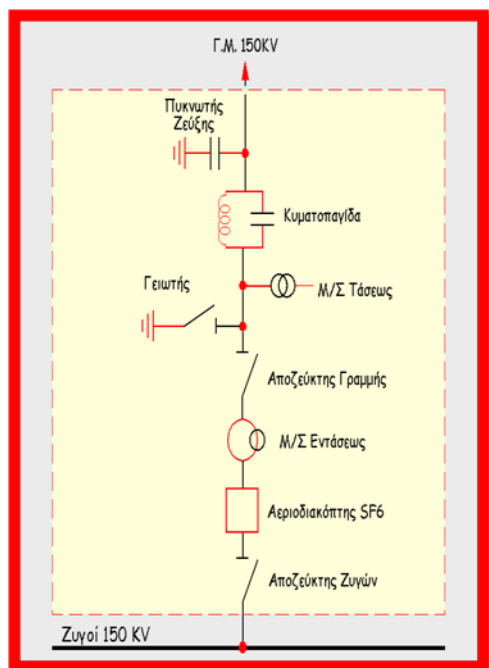 Γ.Μ. 150KV
Πυκνωτής
Ζεύξης
Κυματοπαγίδα
Γειωτής
Μ/Σ Τάσεως
Αποζεύκτης Γραμμής
Μ/Σ Εντάσεως
Αεριοδιακόπτης SF6
Αποζεύκτης Ζυγών
Ζυγοί 150 KV